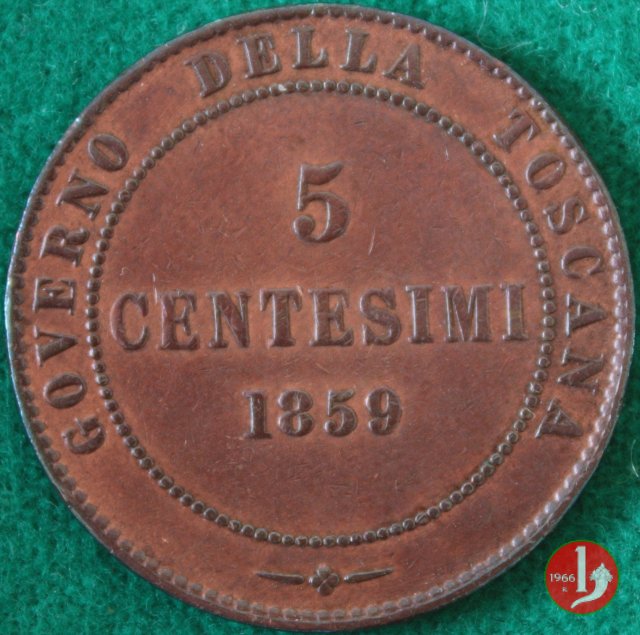 GOVERNO DELLA TOSCANA
5
CENTESIMI
1859
1966
R